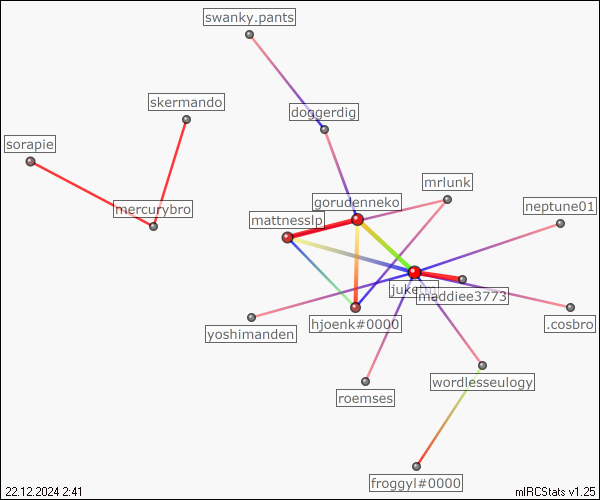 swanky.pants
skermando
doggerdig
sorapie
mrlunk
gorudenneko
neptune01
mercurybro
mattnesslp
maddiee3773
hjoenk#0000
.cosbro
yoshimanden
wordlesseulogy
roemses
froggyl#0000
22.12.2024 2:41
mIRCStats v1.25